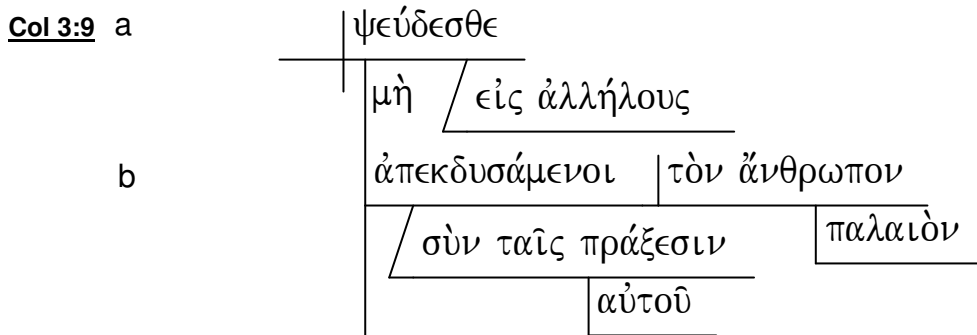 Col 3:9 a ψεύδεσθε
μὴ εἰς ἀλλήλους
b ἀπεκδυσάμενοι τὸν ἄνθρωπον
σὺν ταῖς πράξεσιν παλαιὸν
αὐτοῦ